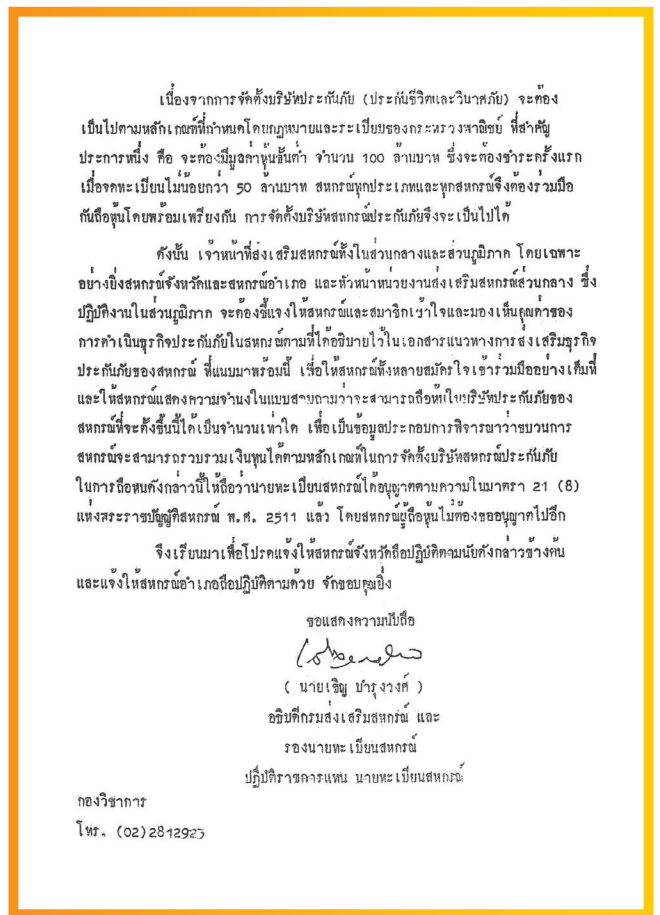 เนื่องจากการจัดตั้งบริษัทประกันภัย (ประกันชีวิตและวินาศภัย) จะต้อง
เป็นไปตามหลักเกณฑ์ที่กำหนดโดยกฎหมายและระเบียบของกระทรวงพาณิชย์ ที่สำคัญ
ประการหนึ่ง คือ จะต้องมีมูลค่าหุ้นขั้นต่ำ จำนวน 100 ล้านบาท ซึ่งจะต้องชำระครั้งแรก
เมื่อจดทะเบียนไม่น้อยกว่า 50 ล้านบาท สหกรณ์ทุกประเภทและทุกสหกรณ์จึงต้องร่วมมือ
กันถือหุ้นโดยพร้อมเพรียงกัน การจัดตั้งบริษัทสหกรณ์ประกันภัยจึงจะเป็นไปได้
ดังนั้น เจ้าหน้าที่ส่งเสริมสหกรณ์ทั้งในส่วนกลางและส่วนภูมิภาค โดยเฉพาะ
อย่างยิ่งสหกรณ์จังหวัดและสหกรณ์อำเภอ และหัวหน้าหน่วยงานส่งเสริมสหกรณ์ส่วนกลาง ซึ่ง
ปฏิบัติงานในส่วนภูมิภาค จะต้องชี้แจงให้สหกรณ์และสมาชิกเข้าใจและมองเห็นคุณค่าของ
การดำเนินธุรกิจประกันภัยในสหกรณ์ตามที่ได้อธิบายไว้ในเอกสารแนวทางการส่งเสริมธุรกิจ
ประกันภัยของสหกรณ์ ที่แนบมาพร้อมนี้ เพื่อให้สหกรณ์ทั้งหลายสมัครใจเข้าร่วมมืออย่างเต็มที่
และให้สหกรณ์แสดงความจำนงในแบบสอบถามว่าจะสามารถถือหุ้นในบริษัทประกันภัยของ
สหกรณ์ที่จะตั้งขึ้นนี้ได้เป็นจำนวนเท่าใด เพื่อเป็นข้อมูลประกอบการพิจารณาว่าขบวนการ
สหกรณ์จะสามารถรวบรวมเงินทุนได้ตามหลักเกณฑ์ในการจัดตั้งบริษัทสหกรณ์ประกันภัย
ในการถือหุนดังกล่าวนี้ให้ถือว่านายทะเบียนสหกรณ์ได้อนุญาตตามความในมาตรา 21 (8)
แห่งพระราชบัญญัติสหกรณ์ พ.ศ. 2511 แล้ว โดยสหกรณ์ผู้ถือหุ้นไม่ต้องขออนุญาตไปอีก
จึงเรียนมาเพื่อโปรดแจ้งให้สหกรณ์จังหวัดถือปฏิบัติตามนัยดังกล่าวข้างต้น
และแจ้งให้สหกรณ์อำเภอถือปฏิบัติตามด้วย จักขอบคุณยิ่ง
ขอแสดงความนับถือ
( นายเชิญ บำรุงวงศ์ )
อธิบดีกรมส่งเสริมสหกรณ์ และ
รองนายทะเบียนสหกรณ์
ปฏิบัติราชการแทน นายทะเบียนสหกรณ์
กองวิชาการ
โทร. (02)2812923